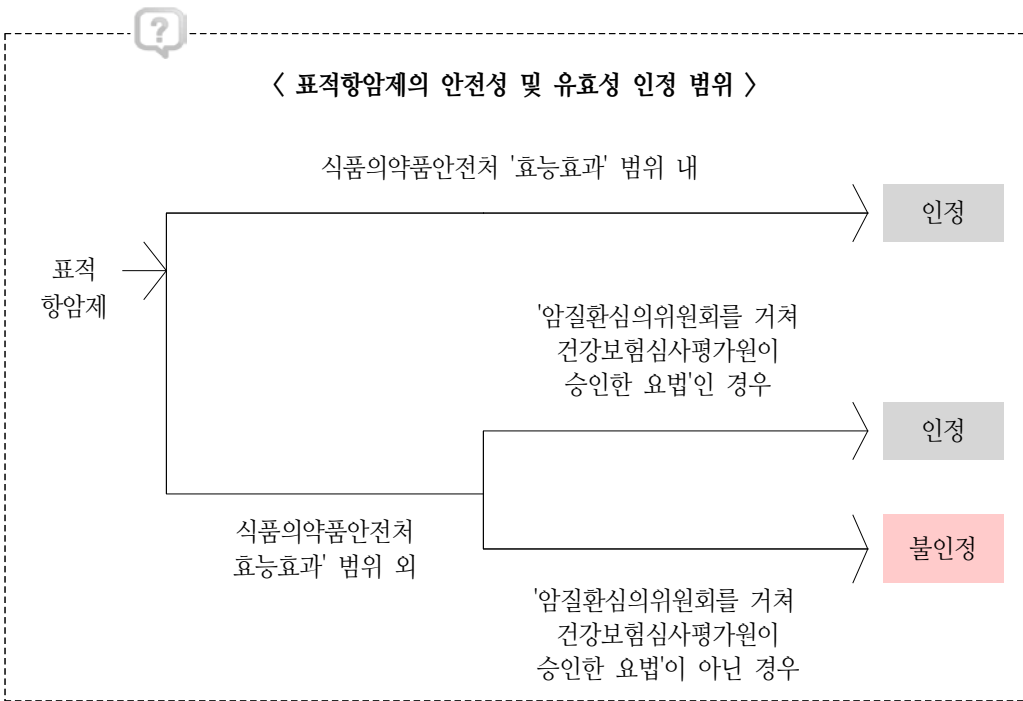 ?
〈 표적항암제의 안전성 및 유효성 인정 범위 〉
식품의약품안전처 '효능효과' 범위 내
인정
표적
항암제
'암질환심의위원회를 거쳐
건강보험심사평가원이
승인한 요법'인 경우
인정
식품의약품안전처
효능효과' 범위 외
불인정
'암질환심의위원회를 거쳐
건강보험심사평가원이
승인한 요법'이 아닌 경우